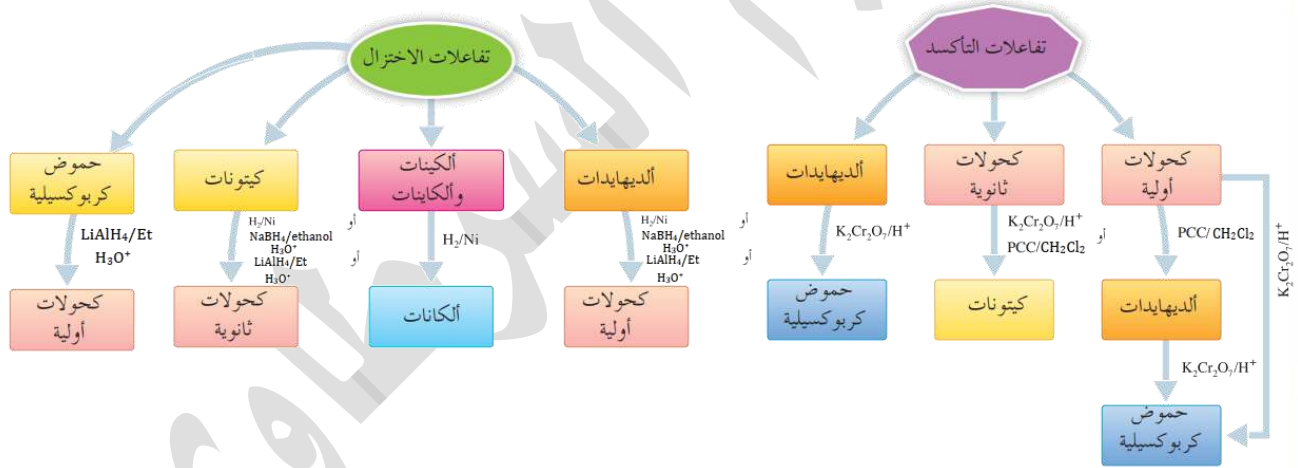 تفاعلات التأكسد
كحولات
أولية
PCC/CH₂Cl₂
ألديهايدات
K₂Cr₂O₇/H⁺
حموض
كربوكسيلية
K₂Cr₂O₇/H⁺
كحولات
ثانوية
K₂Cr₂O₇/H⁺
أو
PCC/CH₂Cl₂
كيتونات
ألديهايدات
K₂Cr₂O₇/H⁺
حموض
كربوكسيلية
تفاعلات الاختزال
ألديهايدات
H₂/Ni
أو
NaBH₄/ethanol
H₃O⁺
أو
LiAlH₄/Et
H₃O⁺
كحولات
أولية
ألكينات
وألكاينات
H₂/Ni
ألكانات
كيتونات
H₂/Ni
أو
NaBH₄/ethanol
H₃O⁺
أو
LiAlH₄/Et
H₃O⁺
كحولات
ثانوية
حموض
كربوكسيلية
LiAlH₄/Et
H₃O⁺
كحولات
أولية